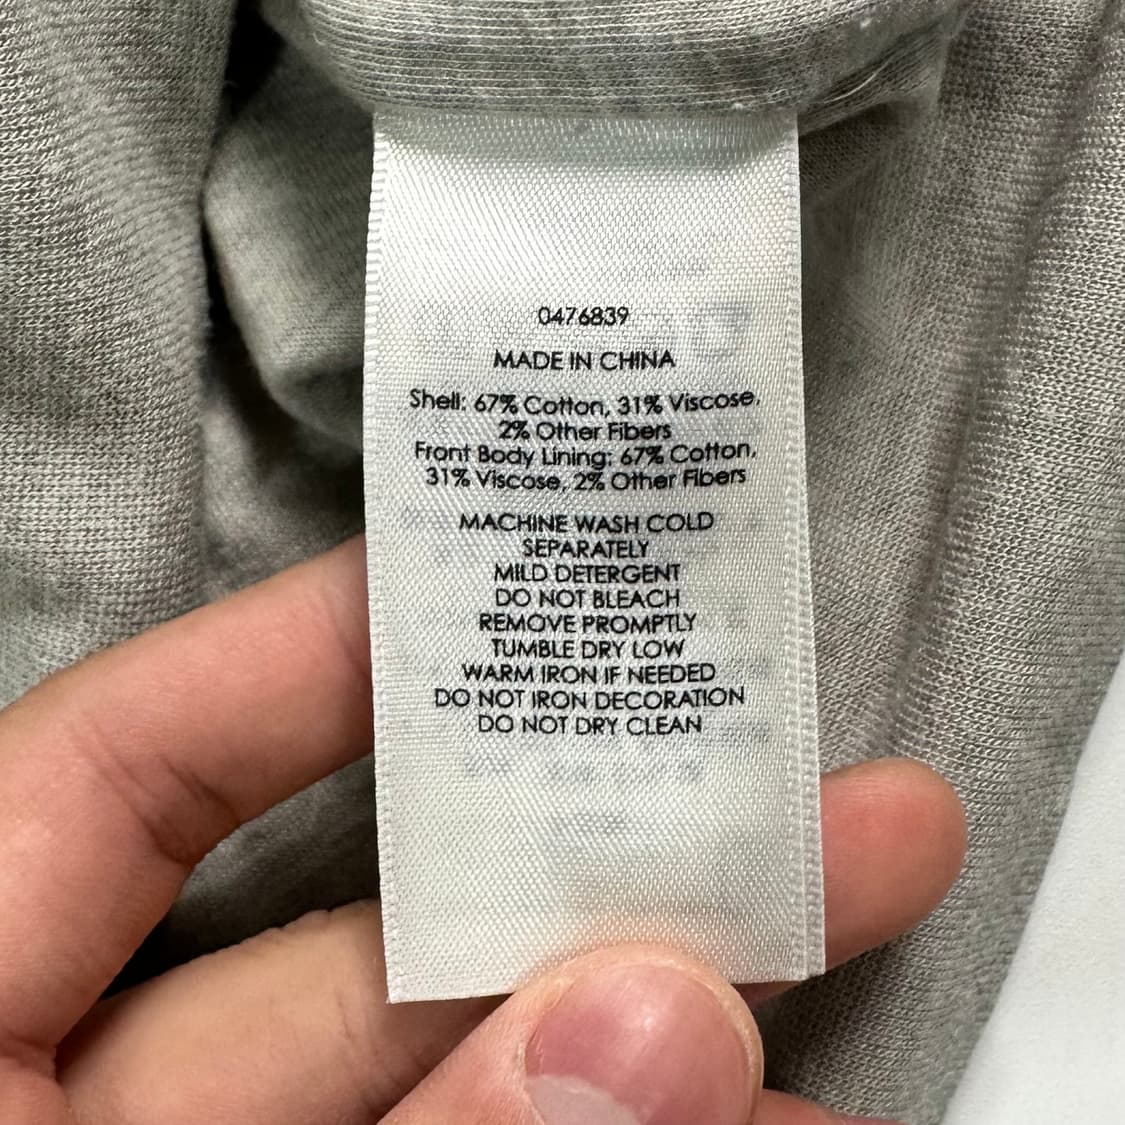 0476839
MADE IN CHINA
Shell: 67% Cotton, 31% Viscose,
2% Other Fibers
Front Body Lining: 67% Cotton,
31% Viscose, 2% Other Fibers
MACHINE WASH COLD
SEPARATELY
MILD DETERGENT
DO NOT BLEACH
REMOVE PROMPTLY
TUMBLE DRY LOW
WARM IRON IF NEEDED
DO NOT IRON DECORATION
DO NOT DRY CLEAN